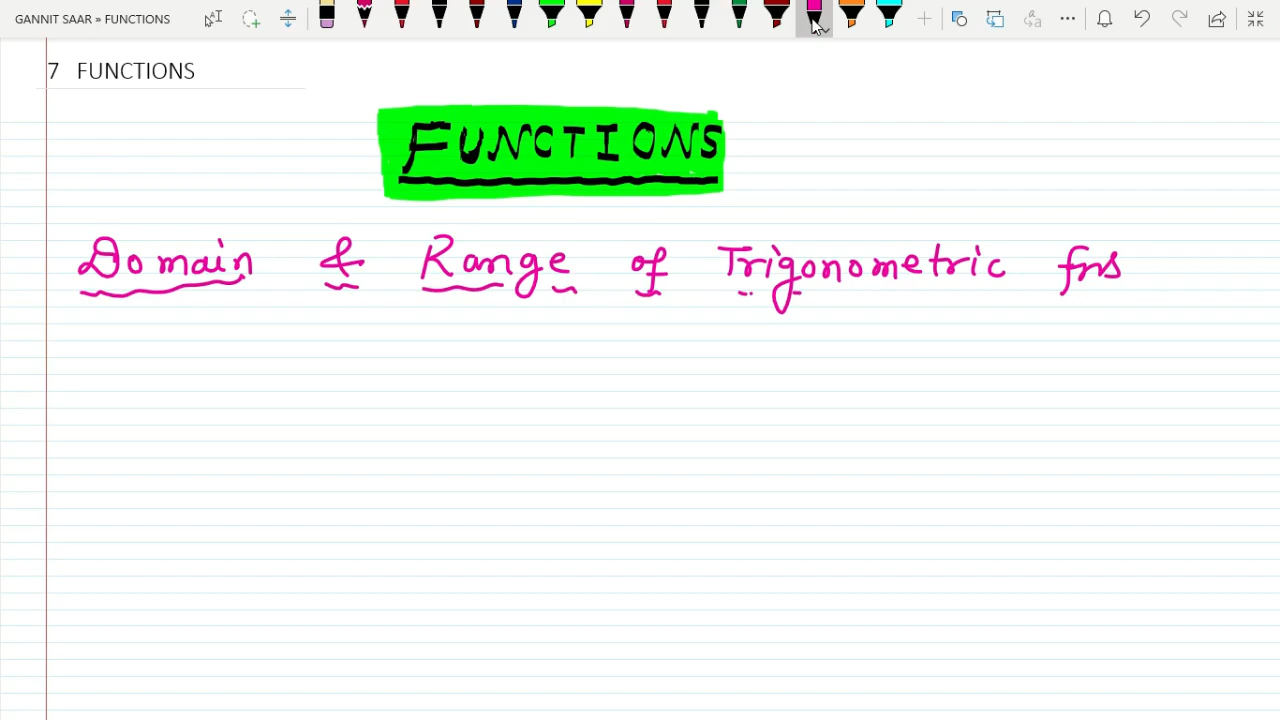 GANNIT SAAR » FUNCTIONS
7 FUNCTIONS
FUNCTIONS
Domain & Range of Trigonometric fns